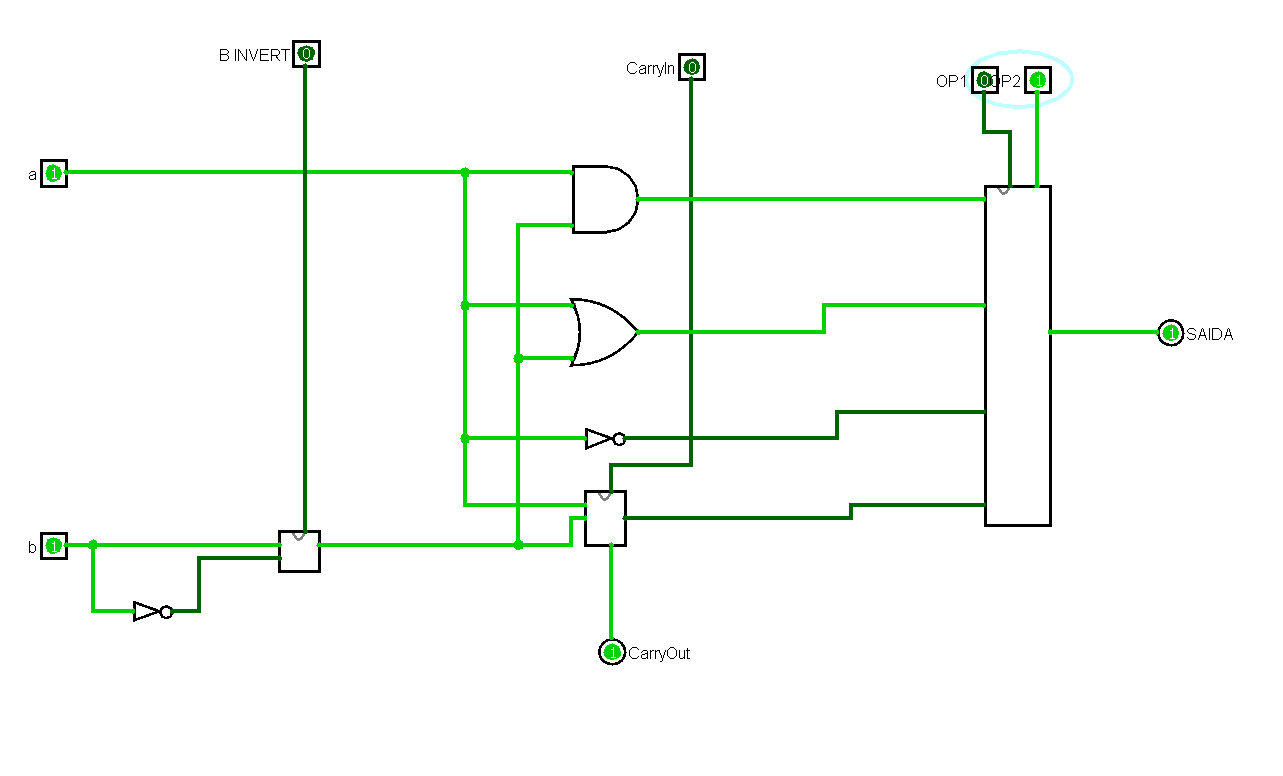 B INVERT 0
CarryIn 0
OP1 0 OP2 1
a 1
SAIDA 1
b 1
CarryOut 1